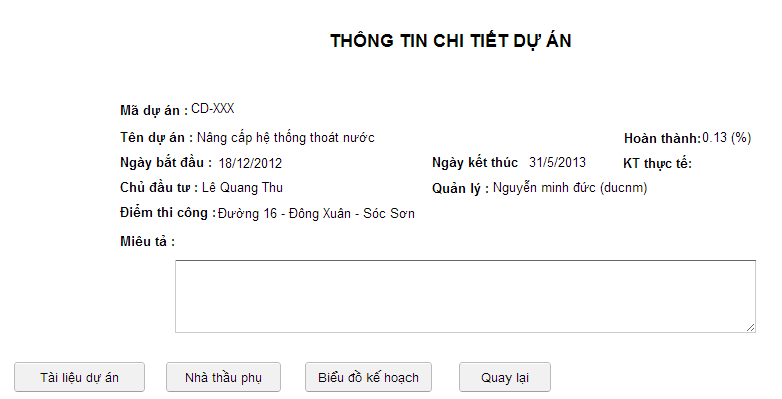 THÔNG TIN CHI TIẾT DỰ ÁN
Mã dự án : CD-XXX
Tên dự án : Nâng cấp hệ thống thoát nước Hoàn thành: 0.13 (%)
Ngày bắt đầu : 18/12/2012 Ngày kết thúc 31/5/2013 KT thực tế:
Chủ đầu tư : Lê Quang Thu Quản lý : Nguyễn minh đức (ducnm)
Điểm thi công : Đường 16 - Đông Xuân - Sóc Sơn
Miêu tả :
Tài liệu dự án Nhà thầu phụ Biểu đồ kế hoạch Quay lại